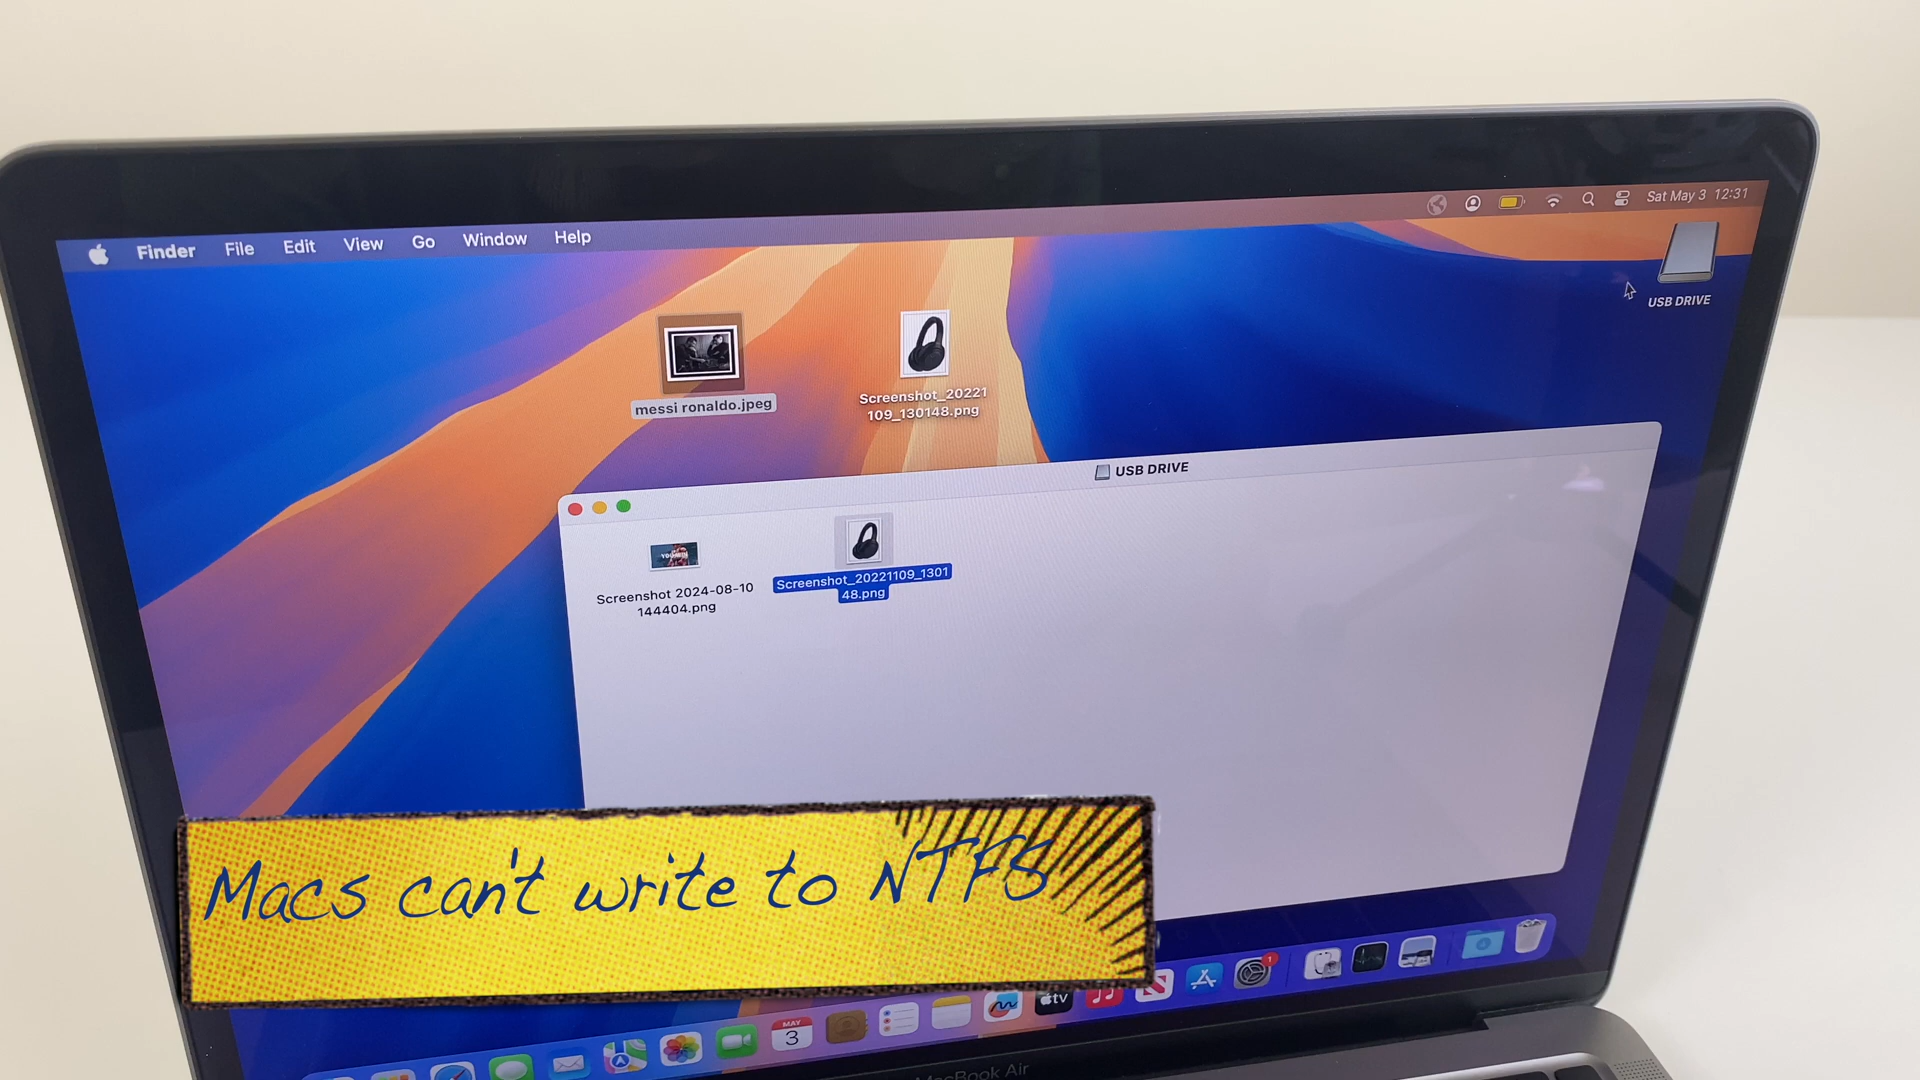 Finder File Edit View Go Window Help
Sat May 3 12:31
USB DRIVE
messi ronaldo.jpeg
Screenshot_20221
109_130148.png
USB DRIVE
Screenshot 2024-08-10
144404.png
Screenshot_20221109_1301
48.png
Macs can't write to NTFS
1
tv
MAY
3
MacBook Air